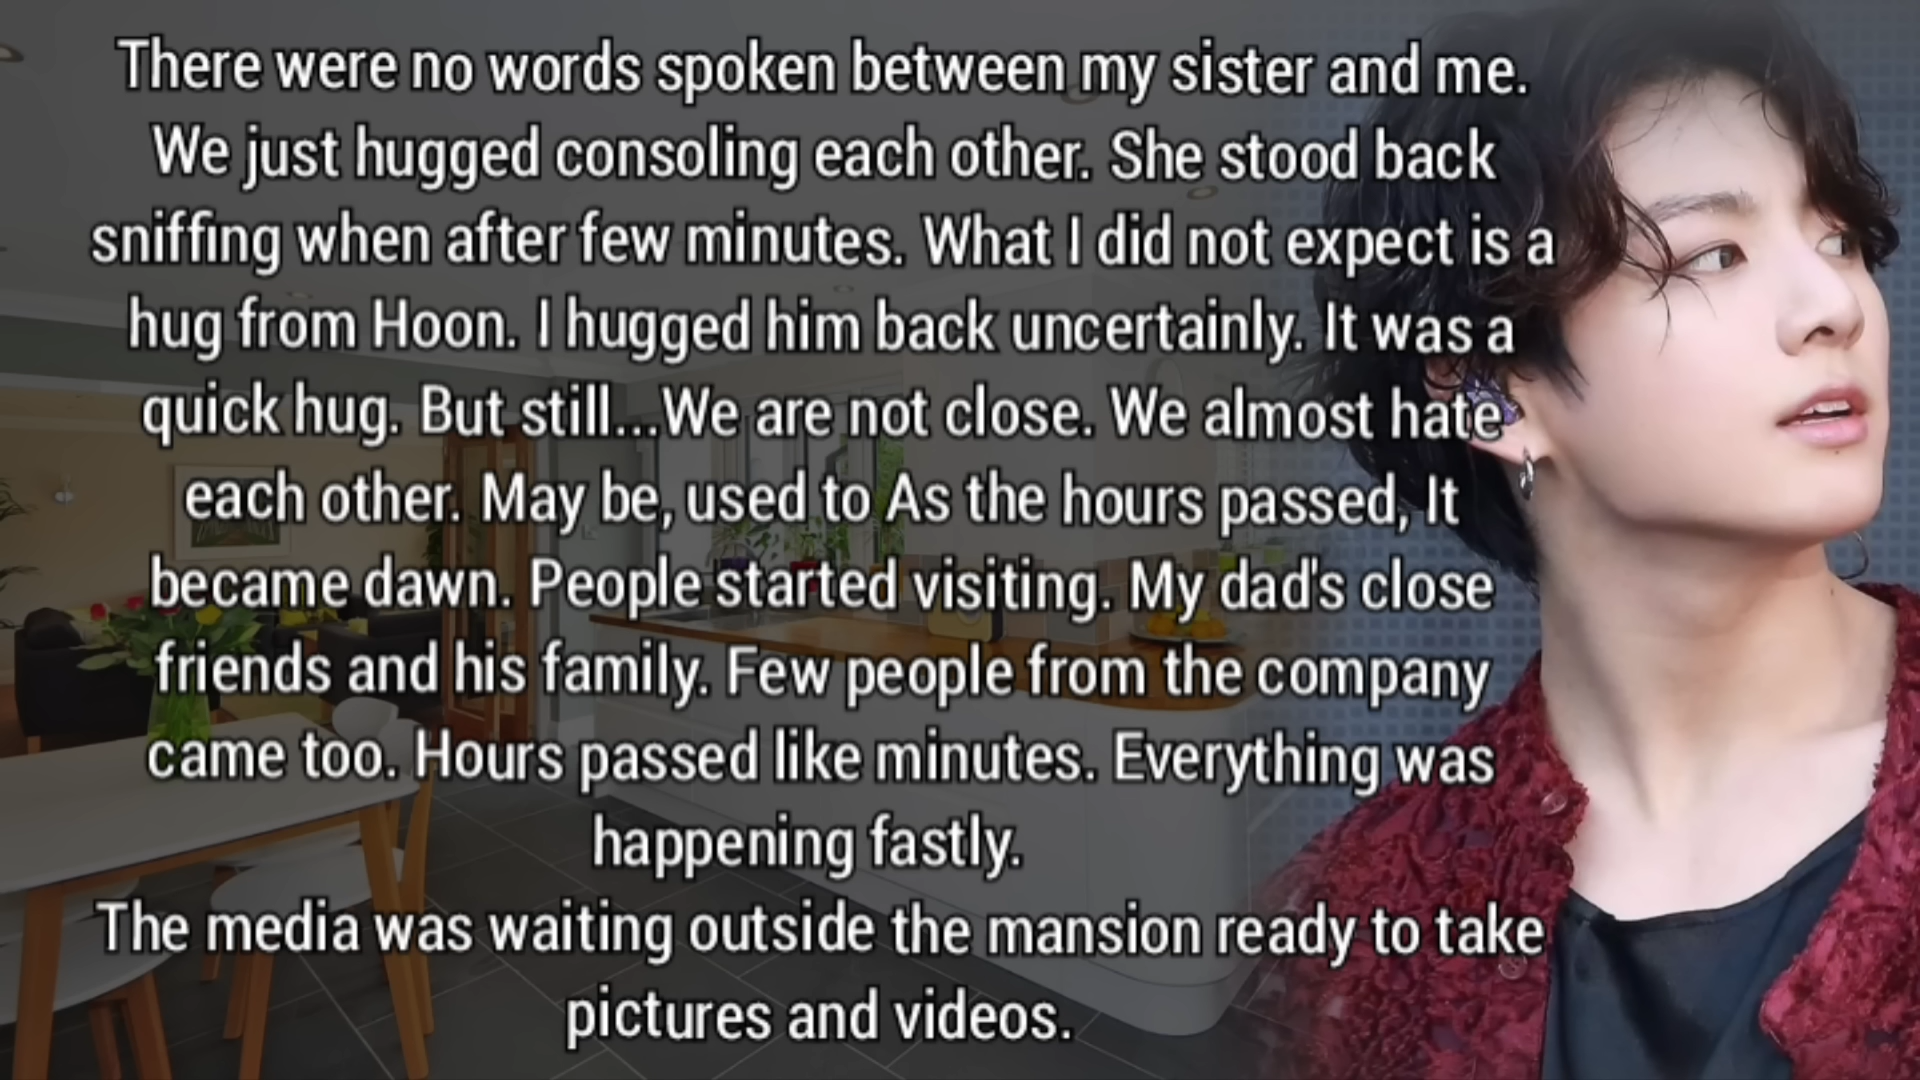 There were no words spoken between my sister and me.
We just hugged consoling each other. She stood back
sniffing when after few minutes. What I did not expect is a
hug from Hoon. I hugged him back uncertainly. It was a
quick hug. But still...We are not close. We almost hate
each other. May be, used to As the hours passed, It
became dawn. People started visiting. My dad's close
friends and his family. Few people from the company
came too. Hours passed like minutes. Everything was
happening fastly.
The media was waiting outside the mansion ready to take
pictures and videos.